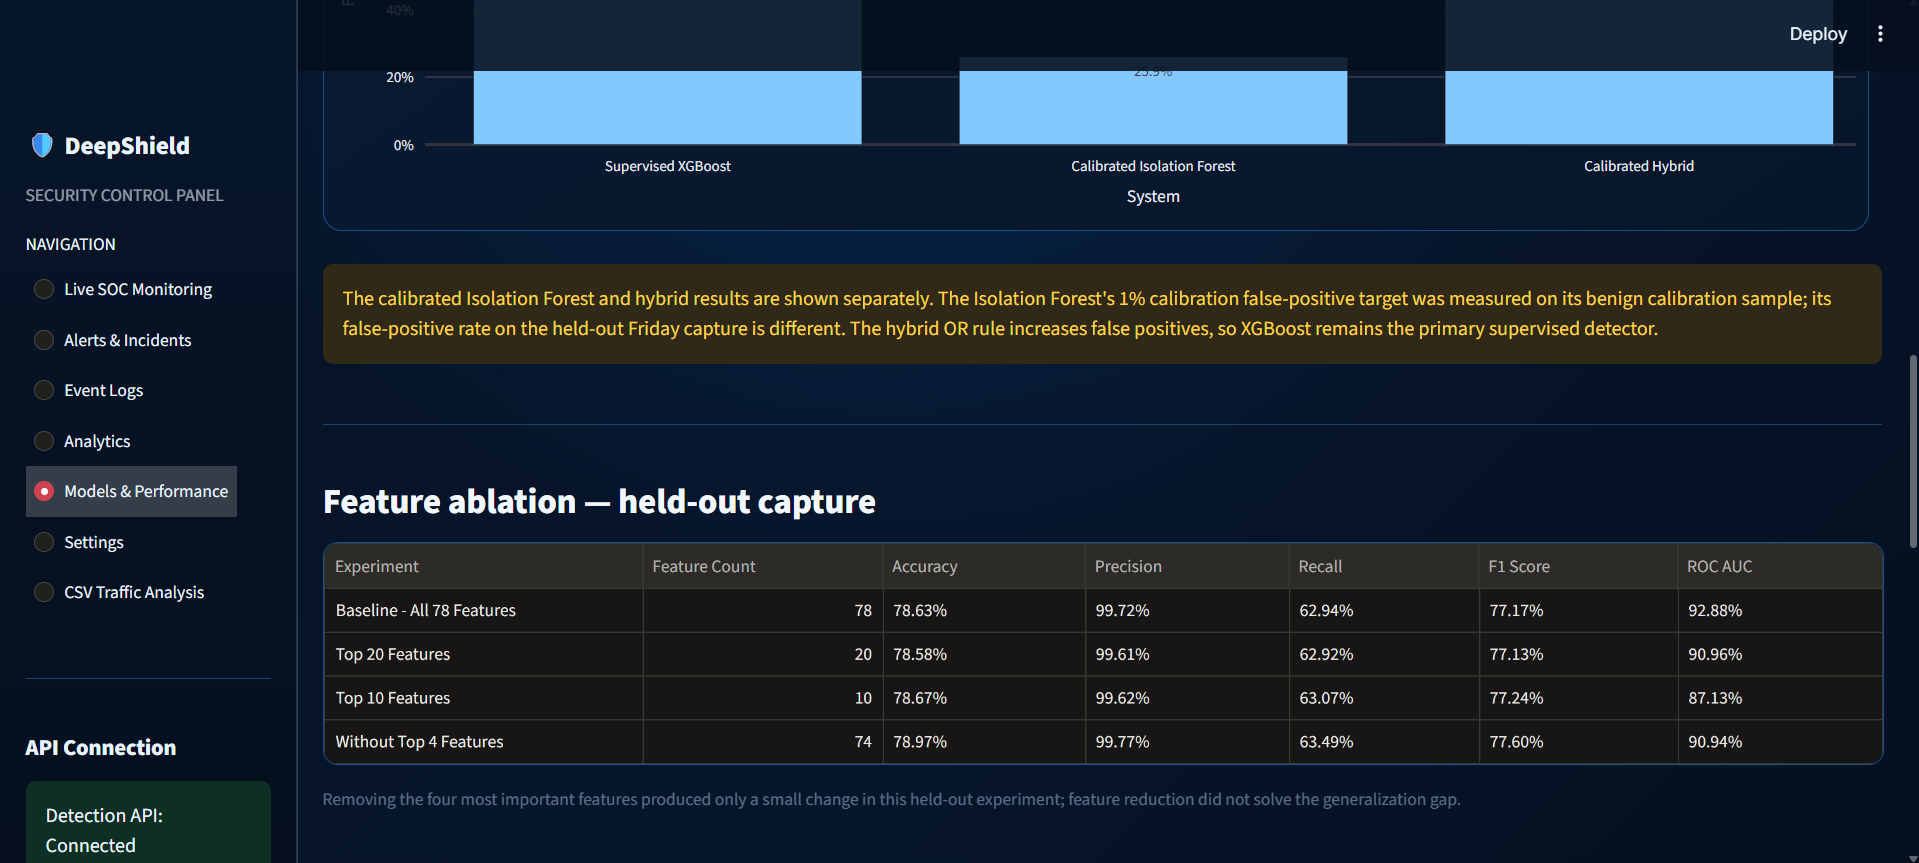 Deploy
40%
20%
25.9%
0%
Supervised XGBoost
Calibrated Isolation Forest
Calibrated Hybrid
System
DeepShield
SECURITY CONTROL PANEL
NAVIGATION
Live SOC Monitoring
Alerts & Incidents
Event Logs
Analytics
Models & Performance
Settings
CSV Traffic Analysis
API Connection
Detection API:
Connected
The calibrated Isolation Forest and hybrid results are shown separately. The Isolation Forest's 1% calibration false-positive target was measured on its benign calibration sample; its
false-positive rate on the held-out Friday capture is different. The hybrid OR rule increases false positives, so XGBoost remains the primary supervised detector.
Feature ablation — held-out capture
Experiment Feature Count Accuracy Precision Recall F1 Score ROC AUC
Baseline - All 78 Features 78 78.63% 99.72% 62.94% 77.17% 92.88%
Top 20 Features 20 78.58% 99.61% 62.92% 77.13% 90.96%
Top 10 Features 10 78.67% 99.62% 63.07% 77.24% 87.13%
Without Top 4 Features 74 78.97% 99.77% 63.49% 77.60% 90.94%
Removing the four most important features produced only a small change in this held-out experiment; feature reduction did not solve the generalization gap.